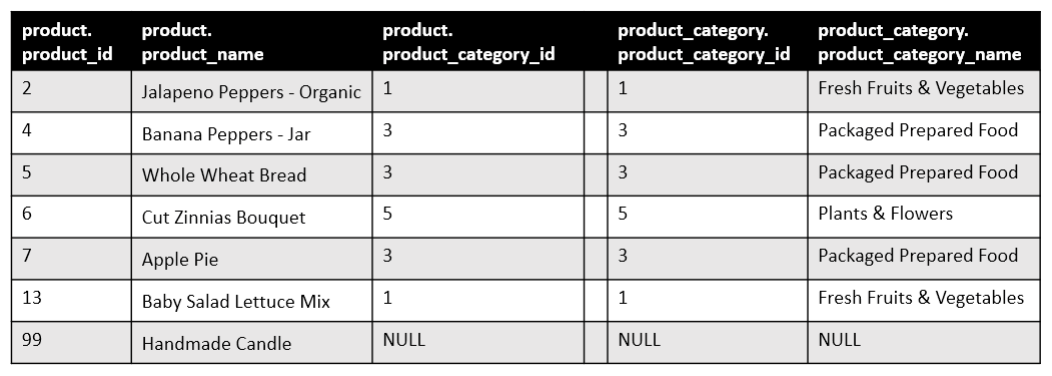 product. product. product. product_category. product_category.
product_id product_name product_category_id product_category_id product_category_name
2 Jalapeno Peppers - Organic 1 1 Fresh Fruits & Vegetables
4 Banana Peppers - Jar 3 3 Packaged Prepared Food
5 Whole Wheat Bread 3 3 Packaged Prepared Food
6 Cut Zinnias Bouquet 5 5 Plants & Flowers
7 Apple Pie 3 3 Packaged Prepared Food
13 Baby Salad Lettuce Mix 1 1 Fresh Fruits & Vegetables
99 Handmade Candle NULL NULL NULL